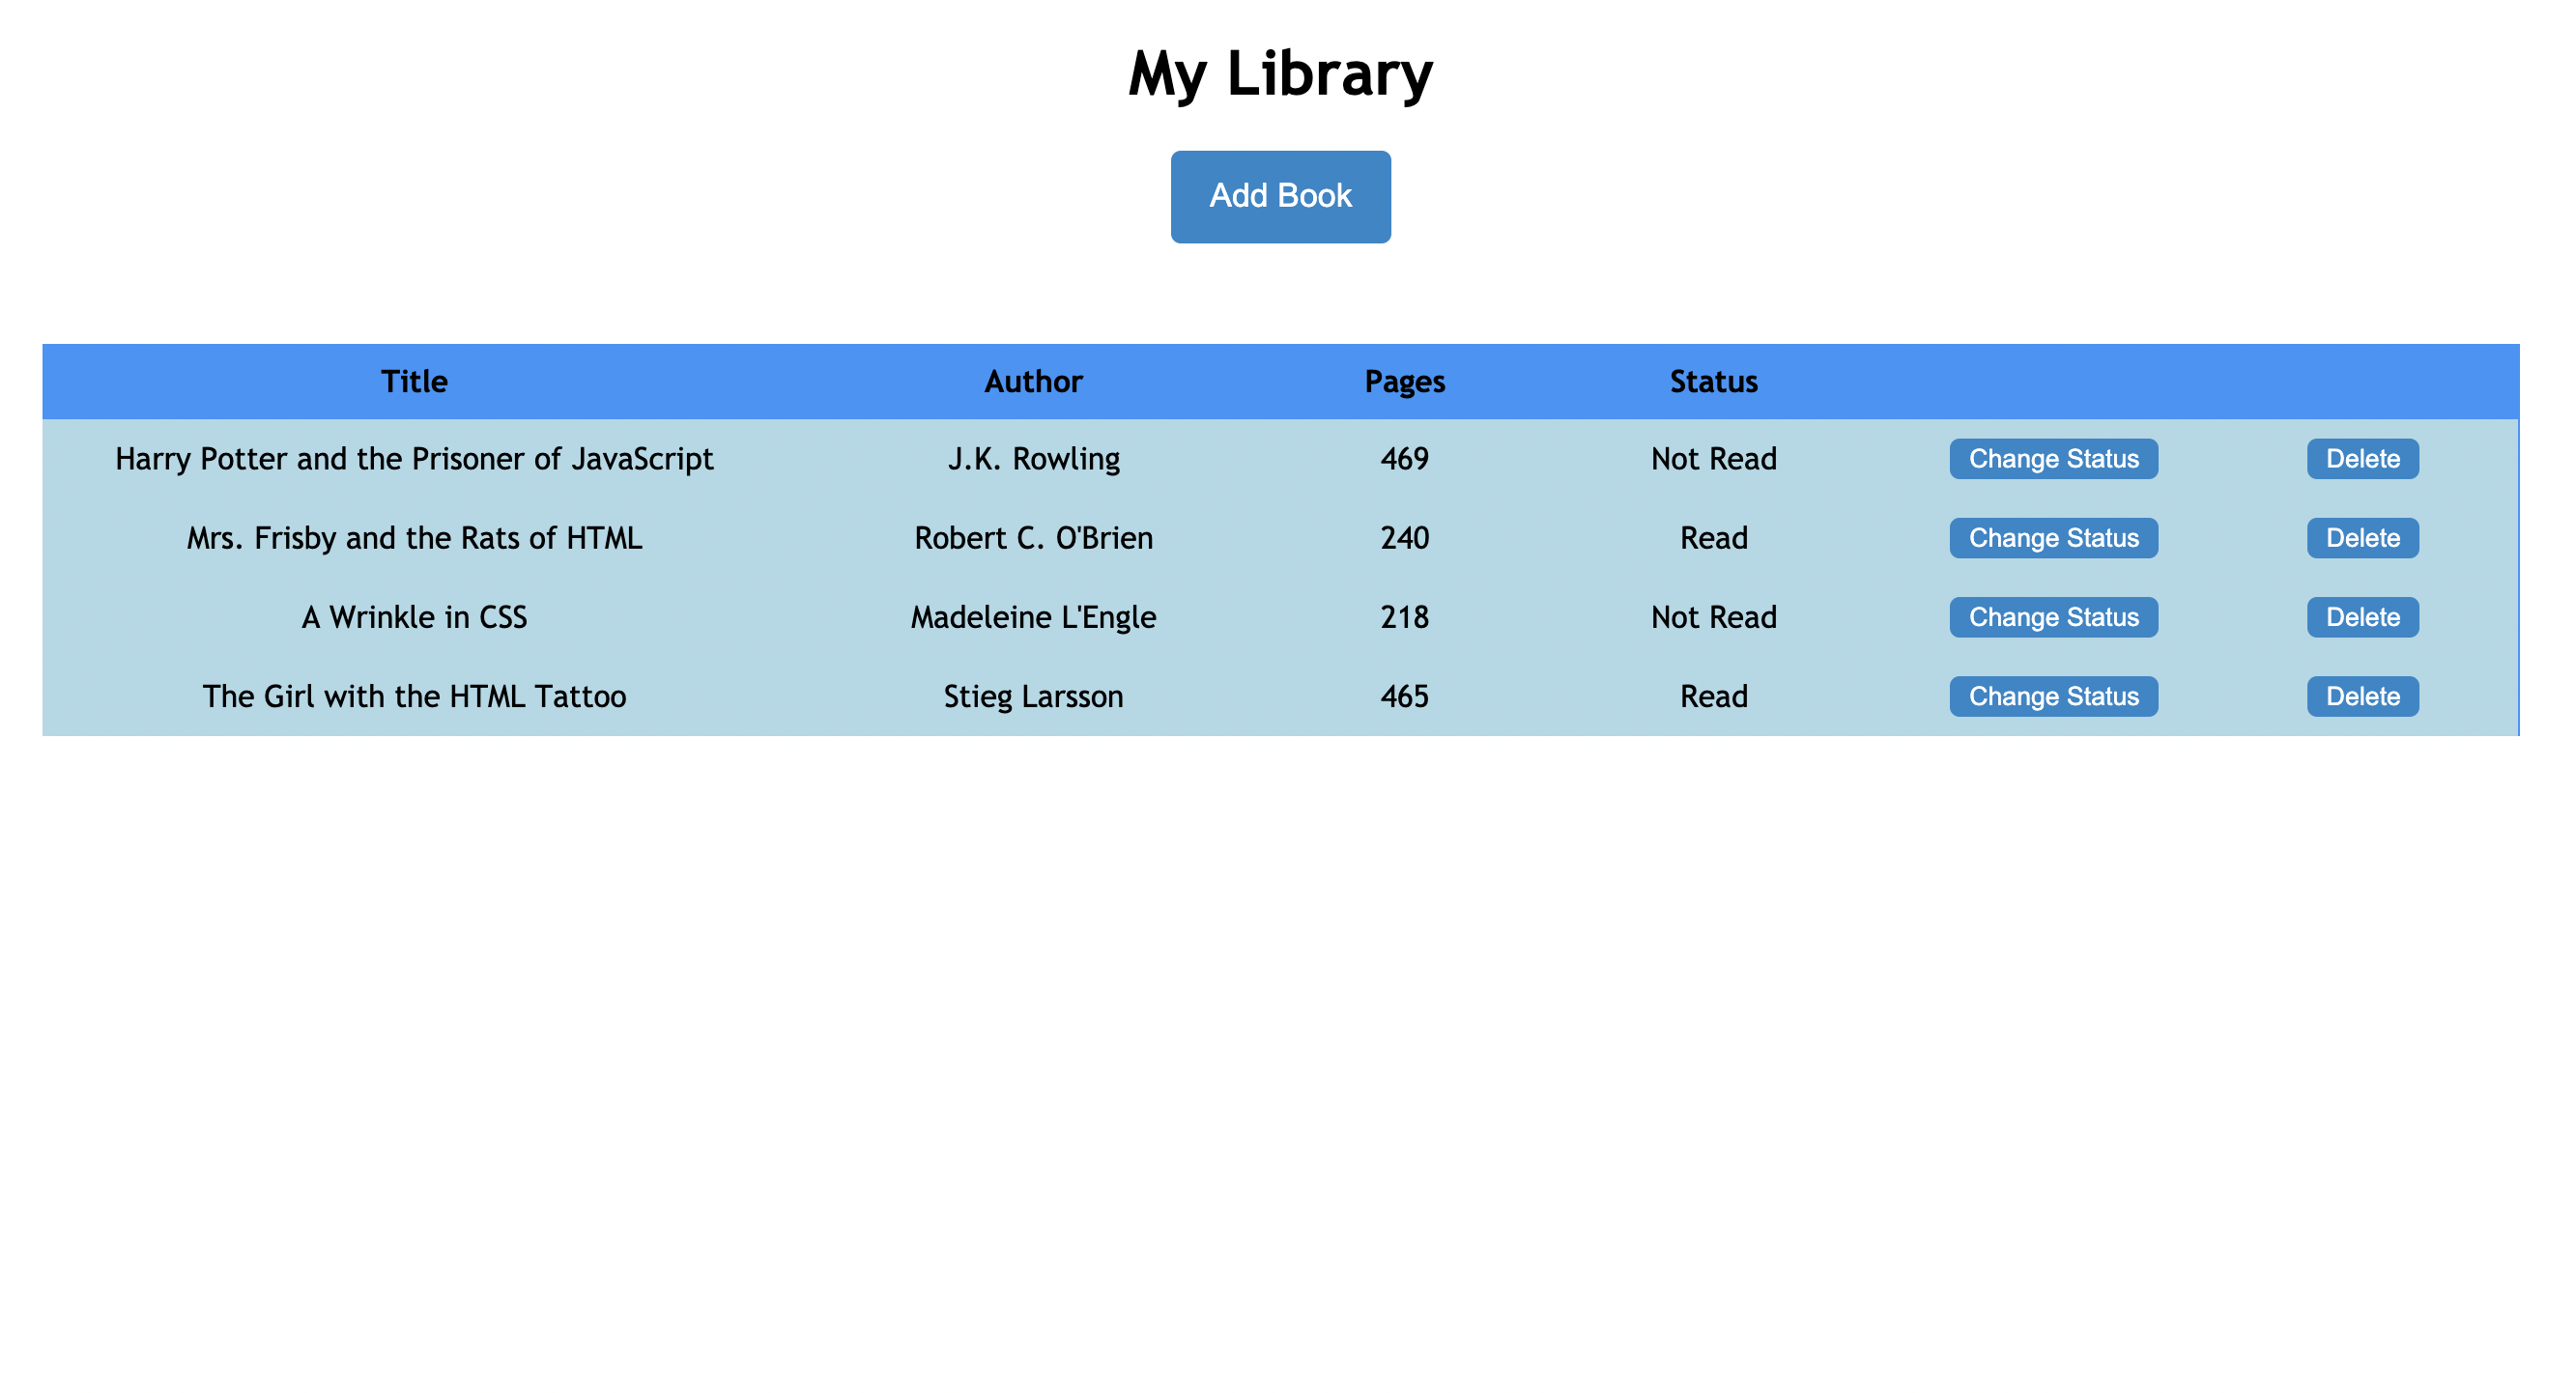 My Library
Add Book
Title Author Pages Status
Harry Potter and the Prisoner of JavaScript J.K. Rowling 469 Not Read Change Status Delete
Mrs. Frisby and the Rats of HTML Robert C. O'Brien 240 Read Change Status Delete
A Wrinkle in CSS Madeleine L'Engle 218 Not Read Change Status Delete
The Girl with the HTML Tattoo Stieg Larsson 465 Read Change Status Delete